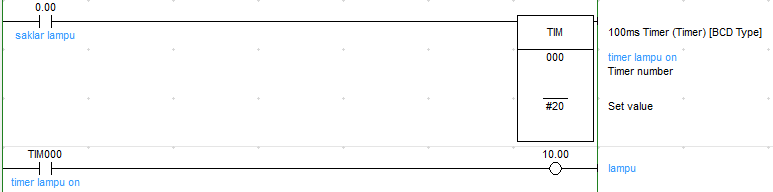 0.00
saklar lampu
TIM
100ms Timer (Timer) [BCD Type]
000
timer lampu on
Timer number
#20
Set value
TIM000
timer lampu on
10.00
lampu